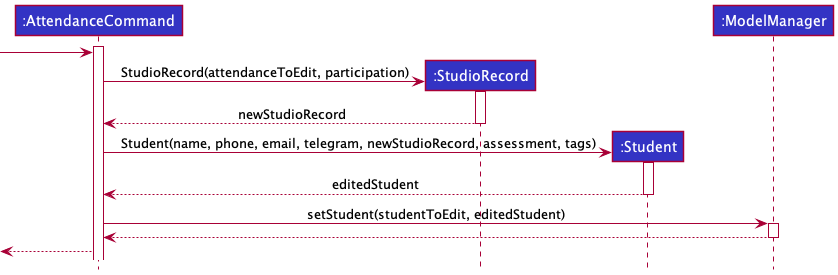 :AttendanceCommand
:ModelManager
StudioRecord(attendanceToEdit, participation)
:StudioRecord
newStudioRecord
Student(name, phone, email, telegram, newStudioRecord, assessment, tags)
:Student
editedStudent
setStudent(studentToEdit, editedStudent)